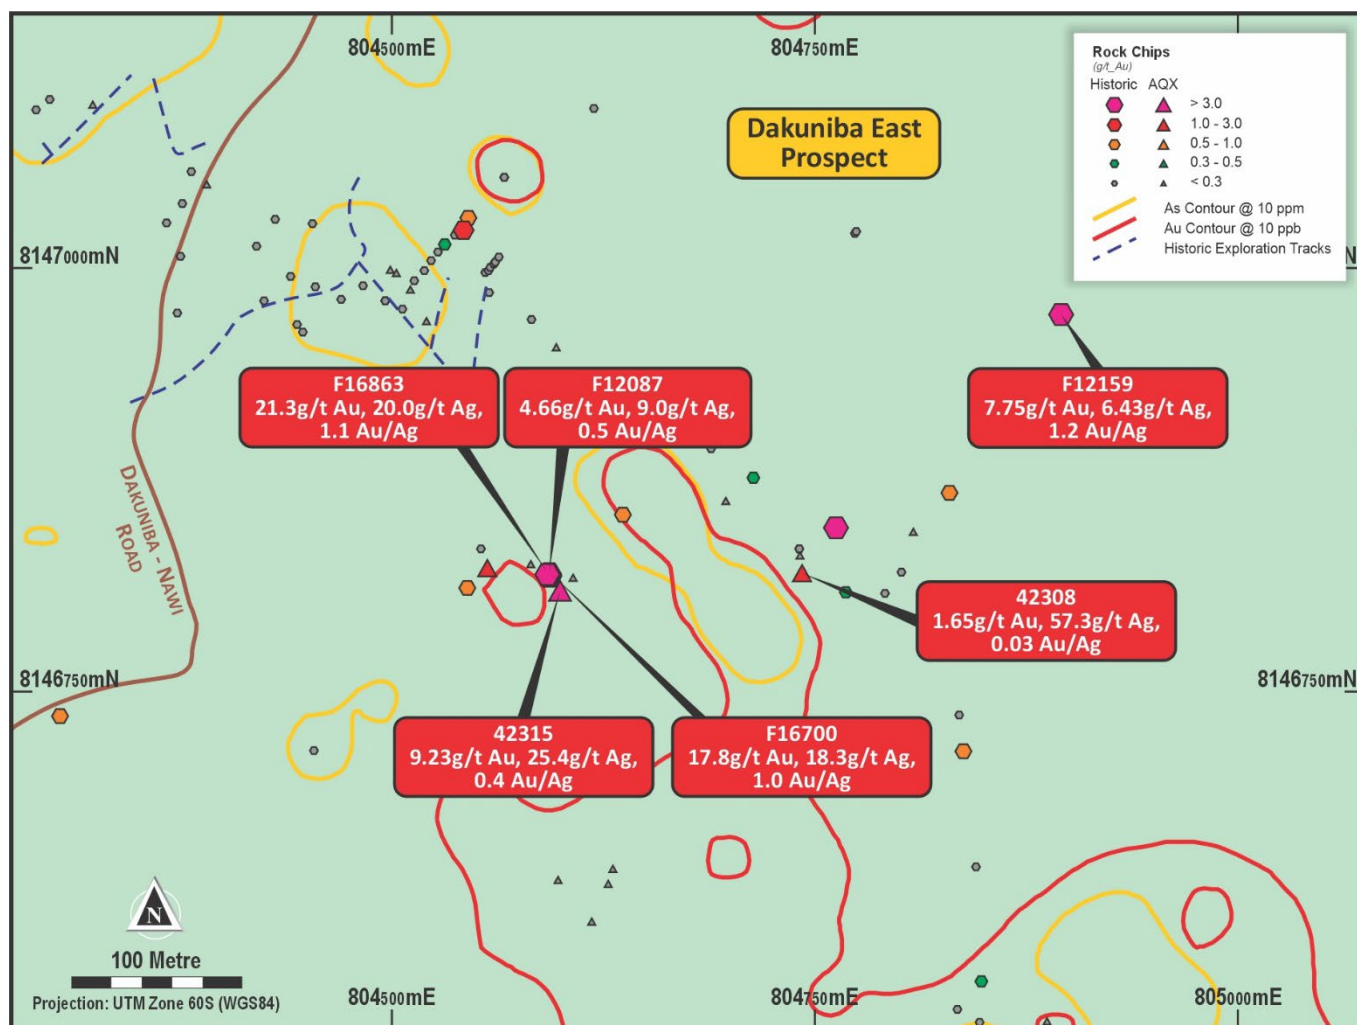 804500mE
804750mE
Dakuniba East
Prospect
Rock Chips
(g/t_Au)
Historic AQX
> 3.0
1.0 - 3.0
0.5 - 1.0
0.3 - 0.5
< 0.3
As Contour @ 10 ppm
Au Contour @ 10 ppb
Historic Exploration Tracks
8147000mN
N
F16863
21.3g/t Au, 20.0g/t Ag,
1.1 Au/Ag
F12087
4.66g/t Au, 9.0g/t Ag,
0.5 Au/Ag
F12159
7.75g/t Au, 6.43g/t Ag,
1.2 Au/Ag
DAKUNIBA - NAWI
ROAD
42308
1.65g/t Au, 57.3g/t Ag,
0.03 Au/Ag
8146750mN
8146750mN
42315
9.23g/t Au, 25.4g/t Ag,
0.4 Au/Ag
F16700
17.8g/t Au, 18.3g/t Ag,
1.0 Au/Ag
N
100 Metre
Projection: UTM Zone 60S (WGS84)
804500mE
804750mE
805000mE